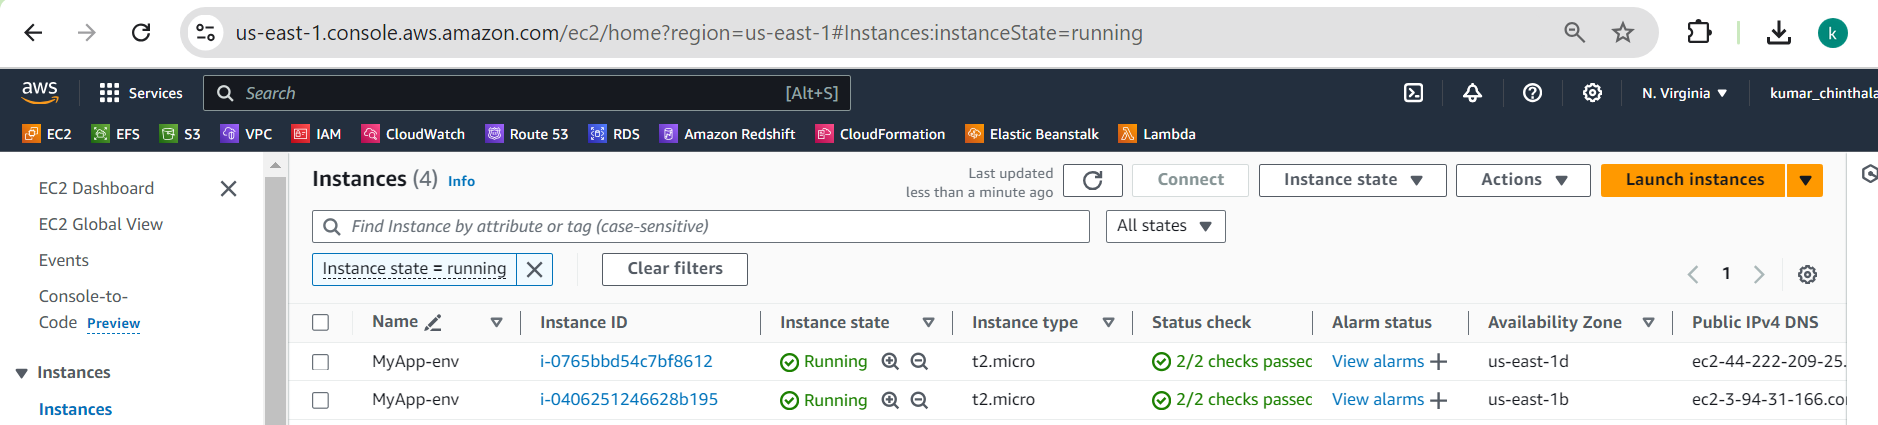 us-east-1.console.aws.amazon.com/ec2/home?region=us-east-1#Instances:instanceState=running
k
aws Services Search [Alt+S] N. Virginia kumar_chinthala
EC2 EFS S3 VPC IAM CloudWatch Route 53 RDS Amazon Redshift CloudFormation Elastic Beanstalk Lambda
EC2 Dashboard
EC2 Global View
Events
Console-to-
Code Preview
Instances
Instances
Instances (4) Info
Last updated
less than a minute ago
Connect Instance state Actions Launch instances
Find Instance by attribute or tag (case-sensitive) All states
Instance state = running Clear filters
1
Name Instance ID Instance state Instance type Status check Alarm status Availability Zone Public IPv4 DNS
MyApp-env i-0765bbd54c7bf8612 Running t2.micro 2/2 checks passed View alarms us-east-1d ec2-44-222-209-25.
MyApp-env i-0406251246628b195 Running t2.micro 2/2 checks passed View alarms us-east-1b ec2-3-94-31-166.co